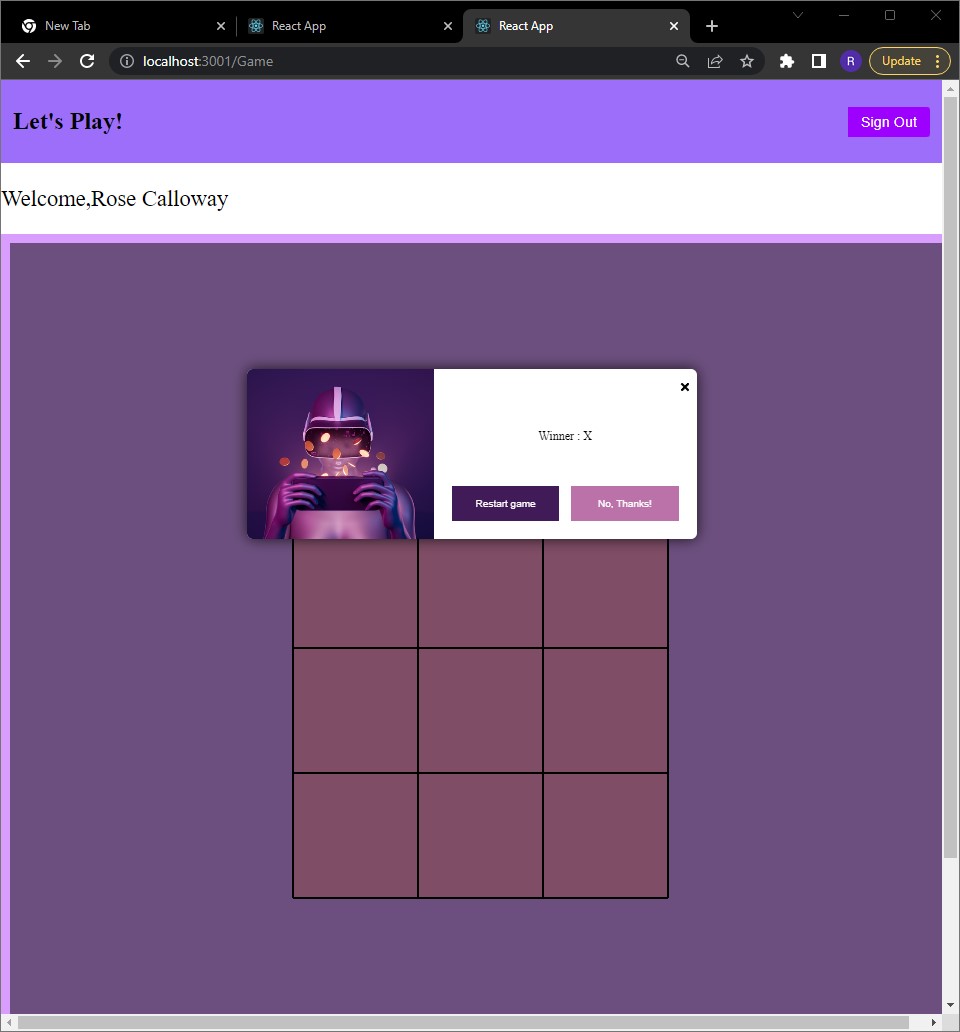 New Tab
React App
React App
localhost:3001/Game
R
Update
Let's Play!
Sign Out
Welcome,Rose Calloway
Winner : X
Restart game
No, Thanks!